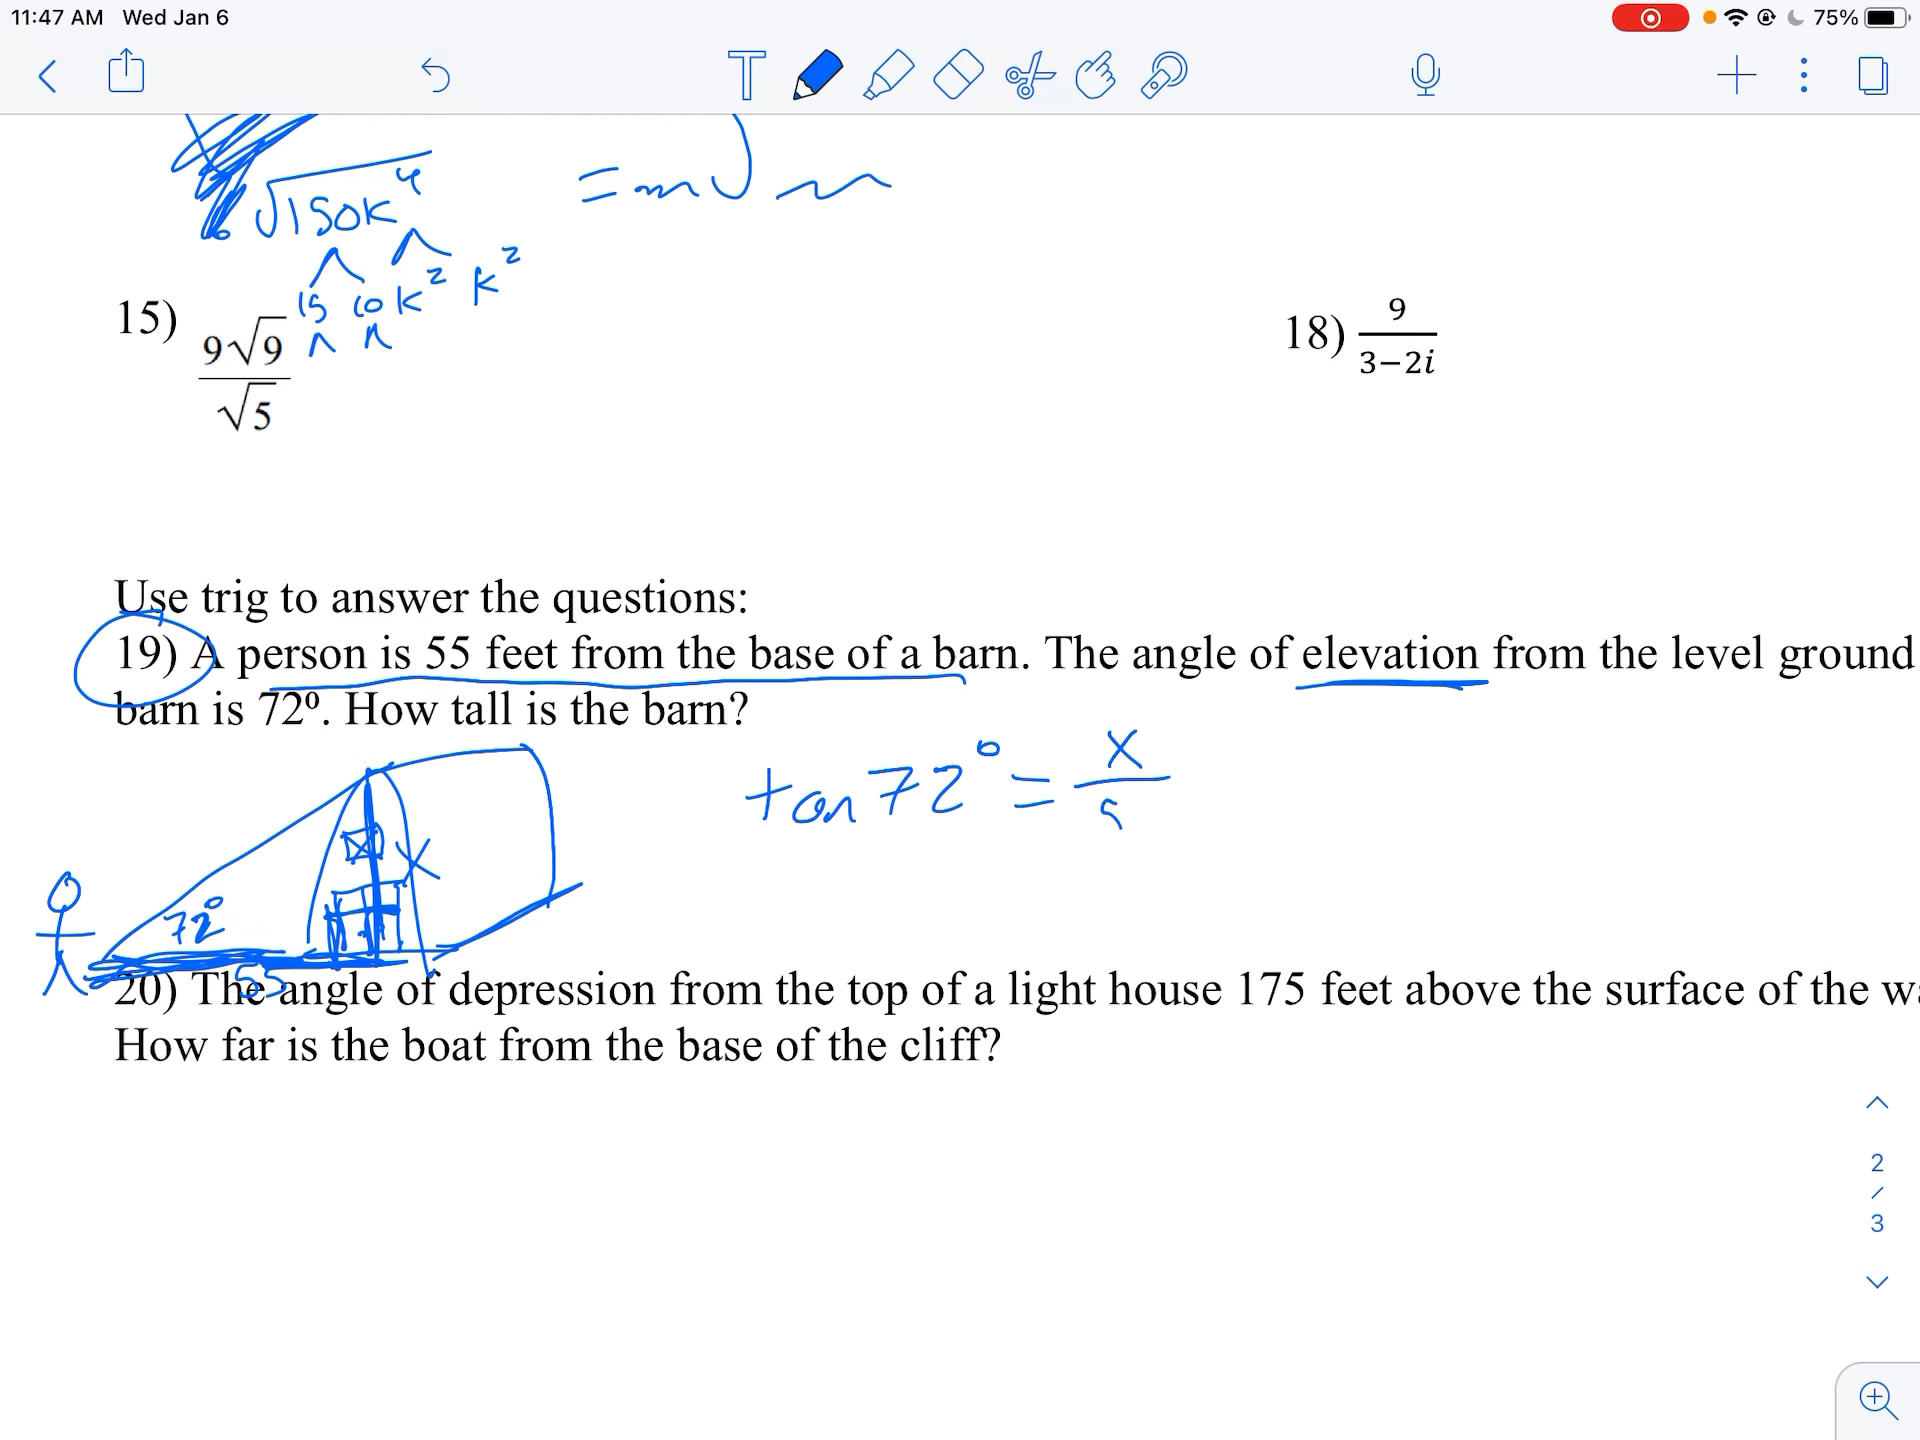 11:47 AM Wed Jan 6
75%
T
√150k⁴
= m√m
15 10 k² k²
15)
9√9
√5
18) 9
3−2i
Use trig to answer the questions:
19) A person is 55 feet from the base of a barn. The angle of elevation from the level ground
barn is 72⁰. How tall is the barn?
tan 72° = x
72°
x
55
20) The angle of depression from the top of a light house 175 feet above the surface of the
How far is the boat from the base of the cliff?
2
/
3